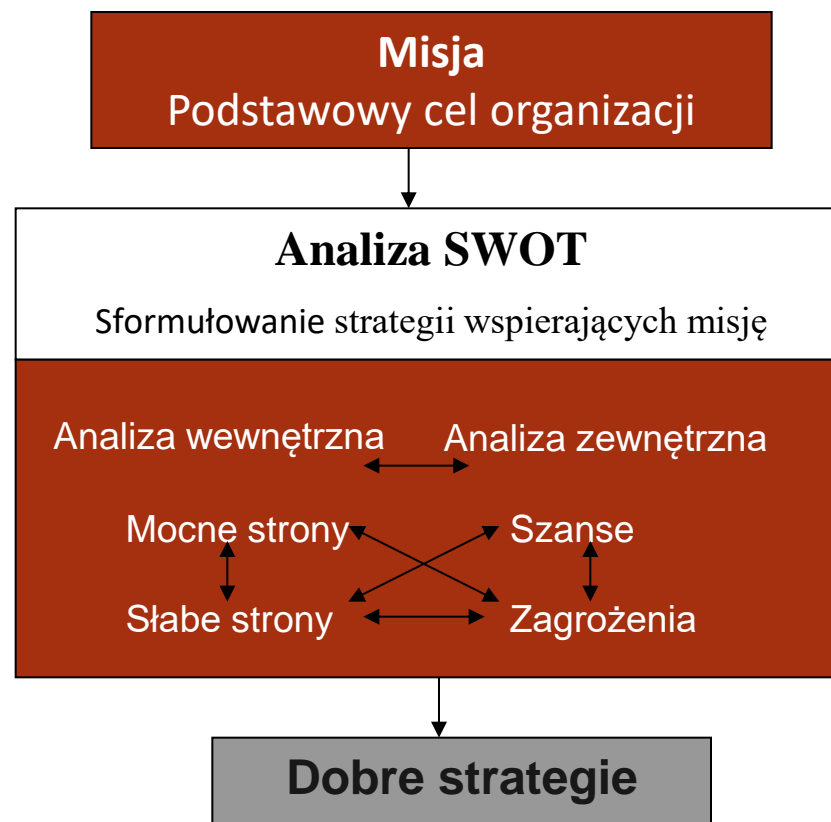 Misja
Podstawowy cel organizacji
Analiza SWOT
Sformułowanie strategii wspierających misję
Analiza wewnętrzna Analiza zewnętrzna
Mocne strony Szanse
Słabe strony Zagrożenia
Dobre strategie